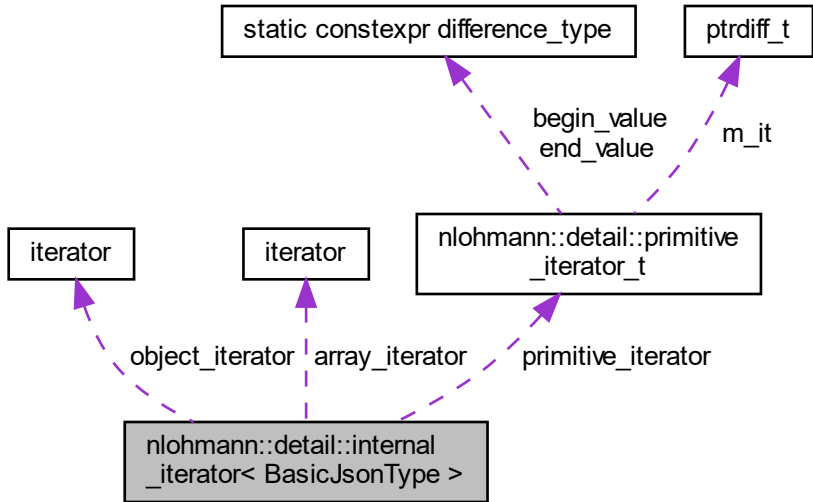 static constexpr difference_type
ptrdiff_t
begin_value
end_value
m_it
nlohmann::detail::primitive
_iterator_t
iterator
iterator
object_iterator
array_iterator
primitive_iterator
nlohmann::detail::internal
_iterator< BasicJsonType >